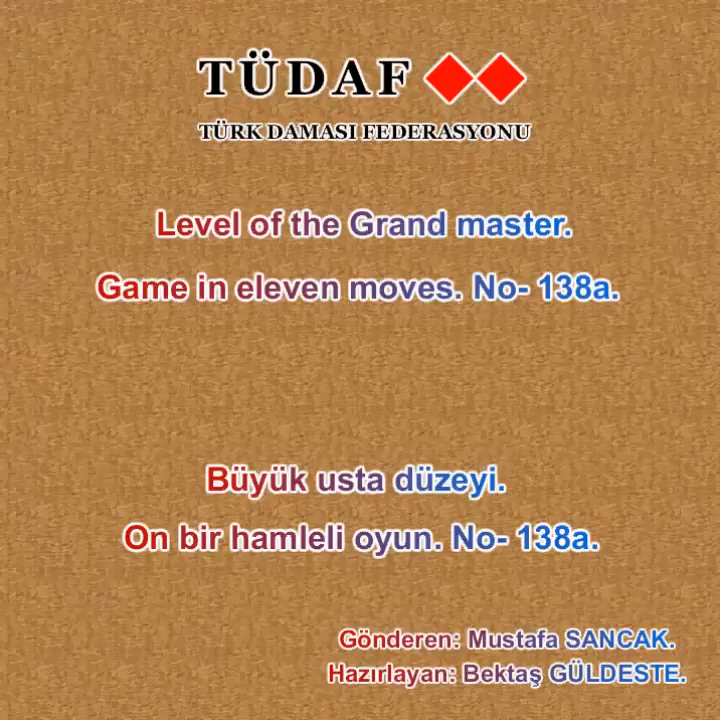 TÜDAF
TÜRK DAMASI FEDERASYONU
Level of the Grand master.
Game in eleven moves. No- 138a.
Büyük usta düzeyi.
On bir hamleli oyun. No- 138a.
Gönderen: Mustafa SANCAK.
Hazırlayan: Bektaş GÜLDESTE.